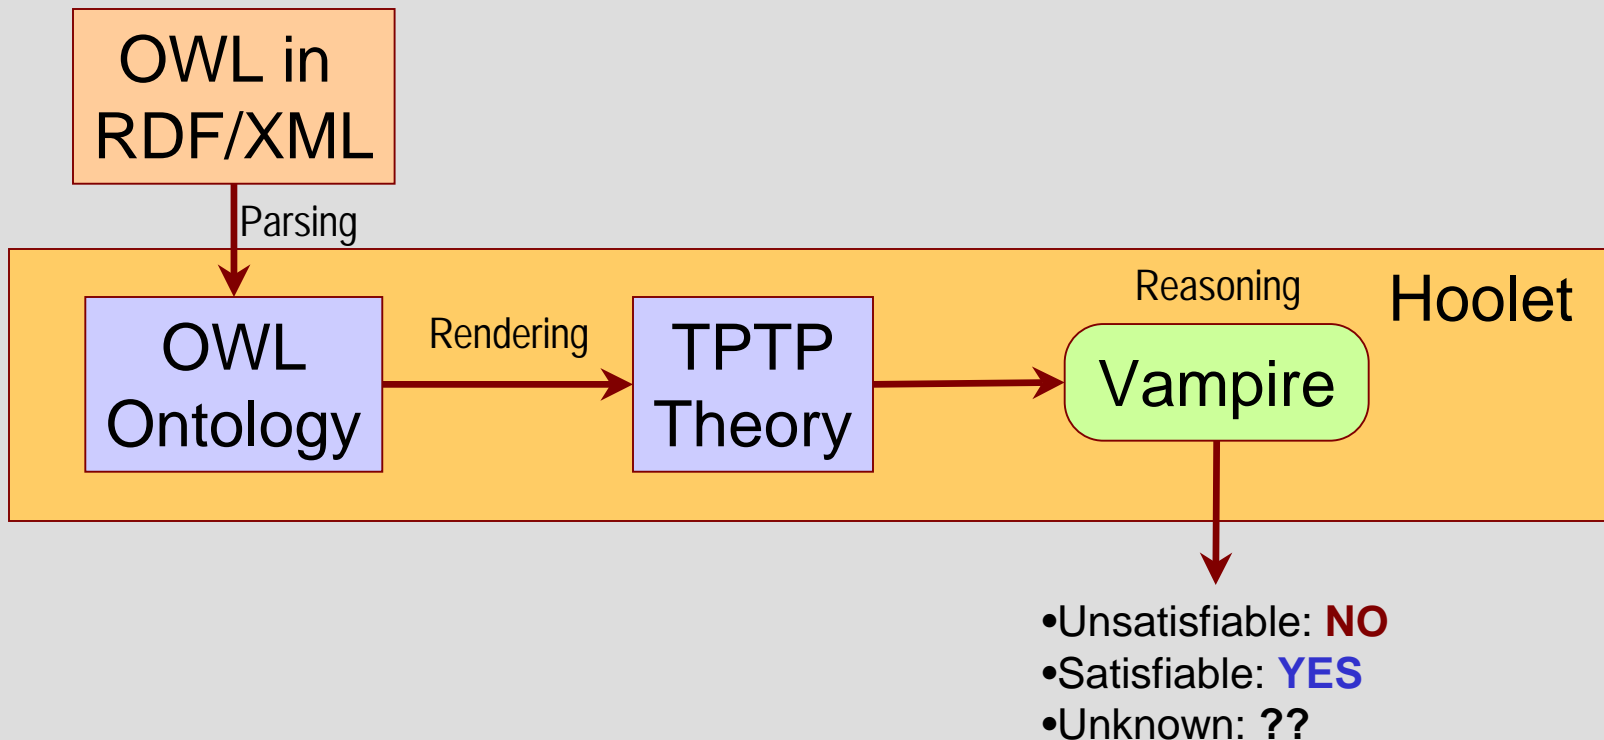 OWL in
RDF/XML
Parsing
Hoolet
OWL
Ontology
Rendering
TPTP
Theory
Reasoning
Vampire
•Unsatisfiable: NO
•Satisfiable: YES
•Unknown: ??